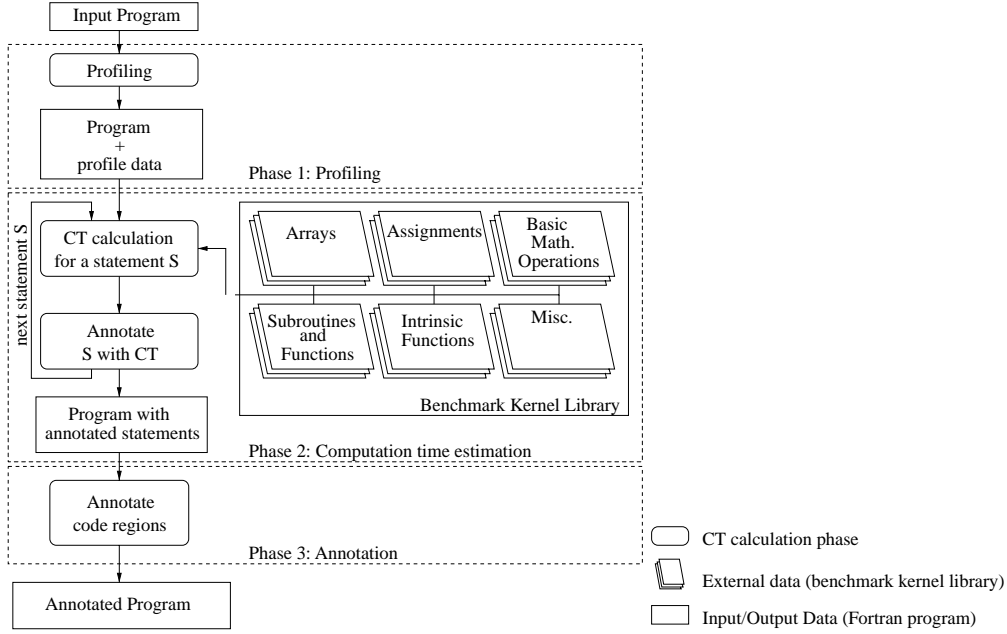 Input Program
Profiling
Program
+
profile data
Phase 1: Profiling
next statement S
CT calculation
for a statement S
Annotate
S with CT
Program with
annotated statements
Arrays
Assignments
Basic
Math.
Operations
Subroutines
and
Functions
Intrinsic
Functions
Misc.
Benchmark Kernel Library
Phase 2: Computation time estimation
Annotate
code regions
Phase 3: Annotation
Annotated Program
CT calculation phase
External data (benchmark kernel library)
Input/Output Data (Fortran program)